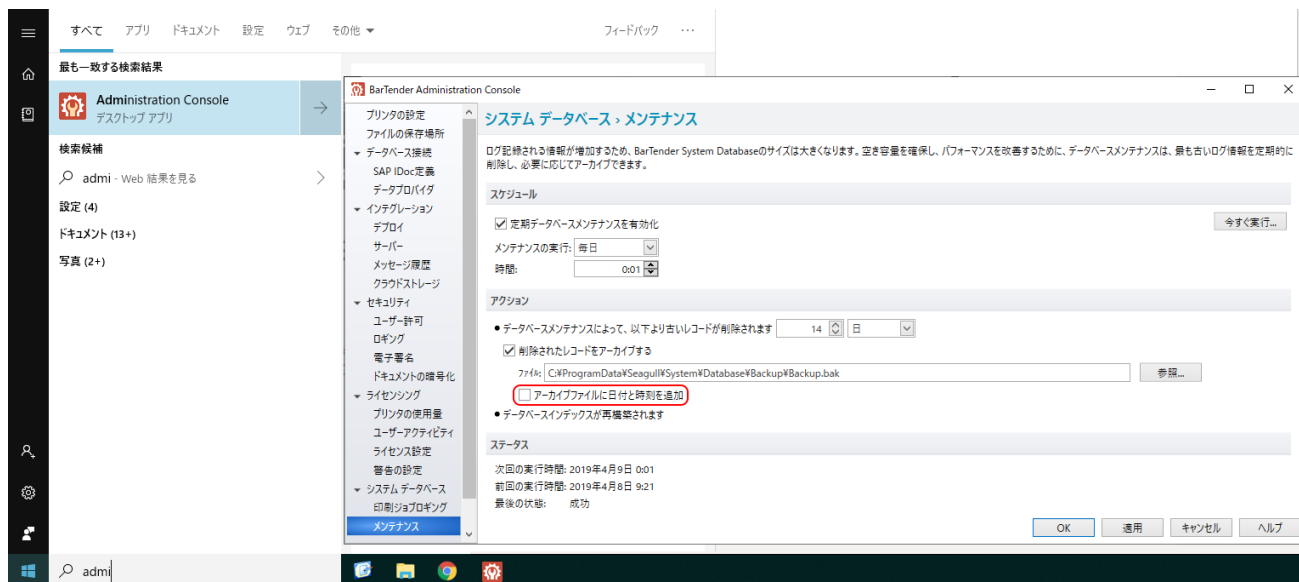 すべて アプリ ドキュメント 設定 ウェブ その他 フィードバック ...
最も一致する検索結果
Administration Console
デスクトップ アプリ
検索候補
admi - Web 結果を見る
設定 (4)
ドキュメント (13+)
写真 (2+)
admi
BarTender Administration Console
プリンタの設定
ファイルの保存場所
データベース接続
SAP IDoc定義
データプロバイダ
インテグレーション
デプロイ
サーバー
メッセージ履歴
クラウドストレージ
セキュリティ
ユーザー許可
ロギング
電子署名
ドキュメントの暗号化
ライセンシング
プリンタの使用量
ユーザーアクティビティ
ライセンス設定
警告の設定
システム データベース
印刷ジョブロギング
メンテナンス
システム データベース › メンテナンス
ログ記録される情報が増加するため、BarTender System Databaseのサイズは大きくなります。空き容量を確保し、パフォーマンスを改善するために、データベースメンテナンスは、最も古いログ情報を定期的に
削除し、必要に応じてアーカイブできます。
スケジュール
定期データベースメンテナンスを有効化 今すぐ実行...
メンテナンスの実行: 毎日
時間: 0:01
アクション
●データベースメンテナンスによって、以下より古いレコードが削除されます 14 日
削除されたレコードをアーカイブする
ファイル: C:¥ProgramData¥Seagull¥System¥Database¥Backup¥Backup.bak 参照...
アーカイブファイルに日付と時刻を追加
●データベースインデックスが再構築されます
ステータス
次回の実行時間: 2019年4月9日 0:01
前回の実行時間: 2019年4月8日 9:21
最後の状態: 成功
OK 適用 キャンセル ヘルプ